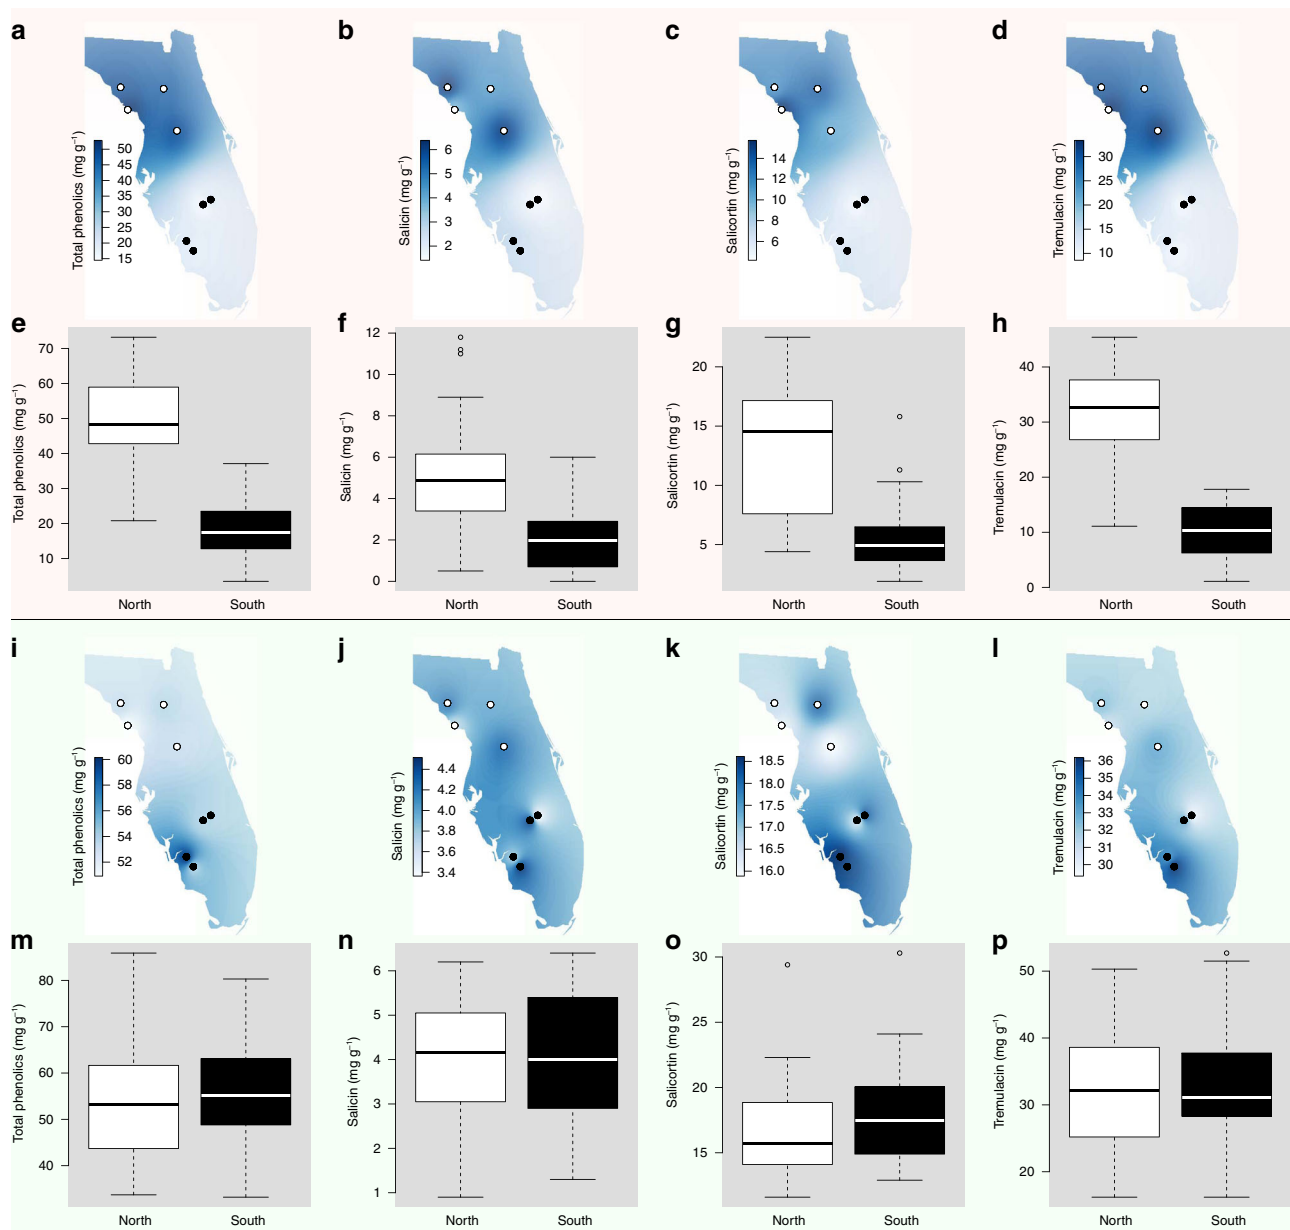 a
b
c
d
Total phenolics (mg g⁻¹)
50
45
40
35
30
25
20
15
Salicin (mg g⁻¹)
6
5
4
3
2
Salicortin (mg g⁻¹)
14
12
10
8
6
Tremulacin (mg g⁻¹)
30
25
20
15
10
e
Total phenolics (mg g⁻¹)
70
60
50
40
30
20
10
North
South
f
Salicin (mg g⁻¹)
12
10
8
6
4
2
0
North
South
g
Salicortin (mg g⁻¹)
20
15
10
5
North
South
h
Tremulacin (mg g⁻¹)
40
30
20
10
0
North
South
i
j
k
l
Total phenolics (mg g⁻¹)
60
58
56
54
52
Salicin (mg g⁻¹)
4.4
4.2
4.0
3.8
3.6
3.4
Salicortin (mg g⁻¹)
18.5
18.0
17.5
17.0
16.5
16.0
Tremulacin (mg g⁻¹)
36
35
34
33
32
31
30
m
Total phenolics (mg g⁻¹)
80
70
60
50
40
North
South
n
Salicin (mg g⁻¹)
6
5
4
3
2
1
North
South
o
Salicortin (mg g⁻¹)
30
25
20
15
North
South
p
Tremulacin (mg g⁻¹)
50
40
30
20
North
South